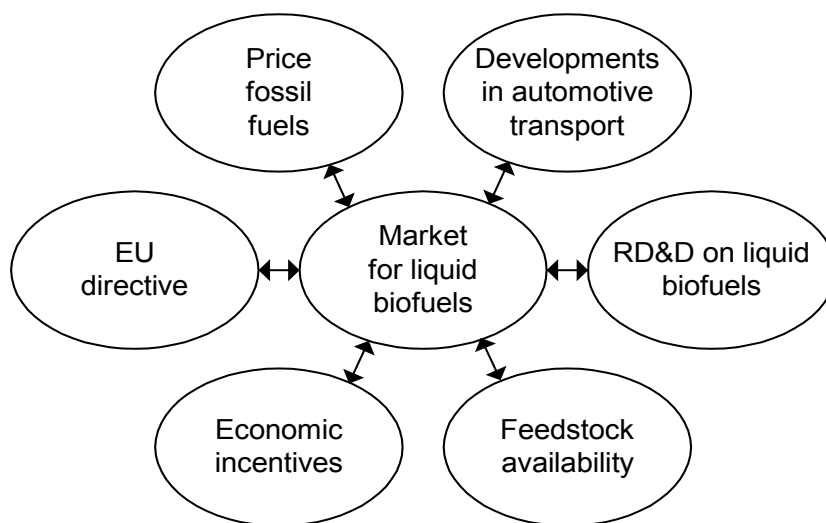 Price
fossil
fuels
Developments
in automotive
transport
EU
directive
Market
for liquid
biofuels
RD&D on liquid
biofuels
Economic
incentives
Feedstock
availability